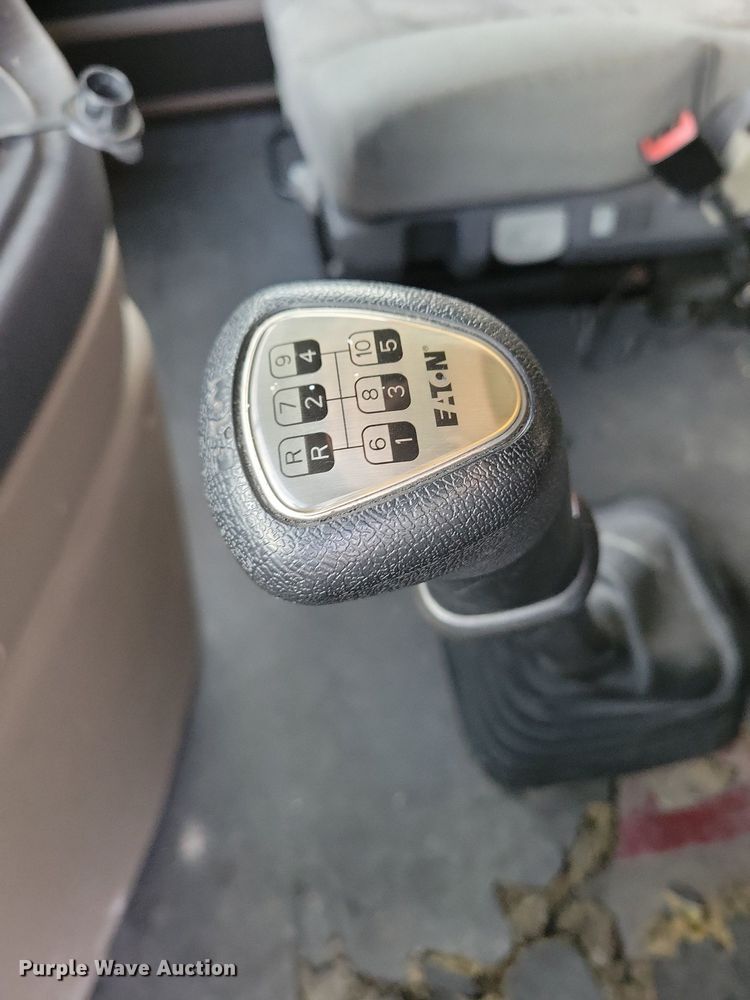 R 7 9
R 2 4
6 8 10
1 3 5
EATON®
Purple Wave Auction